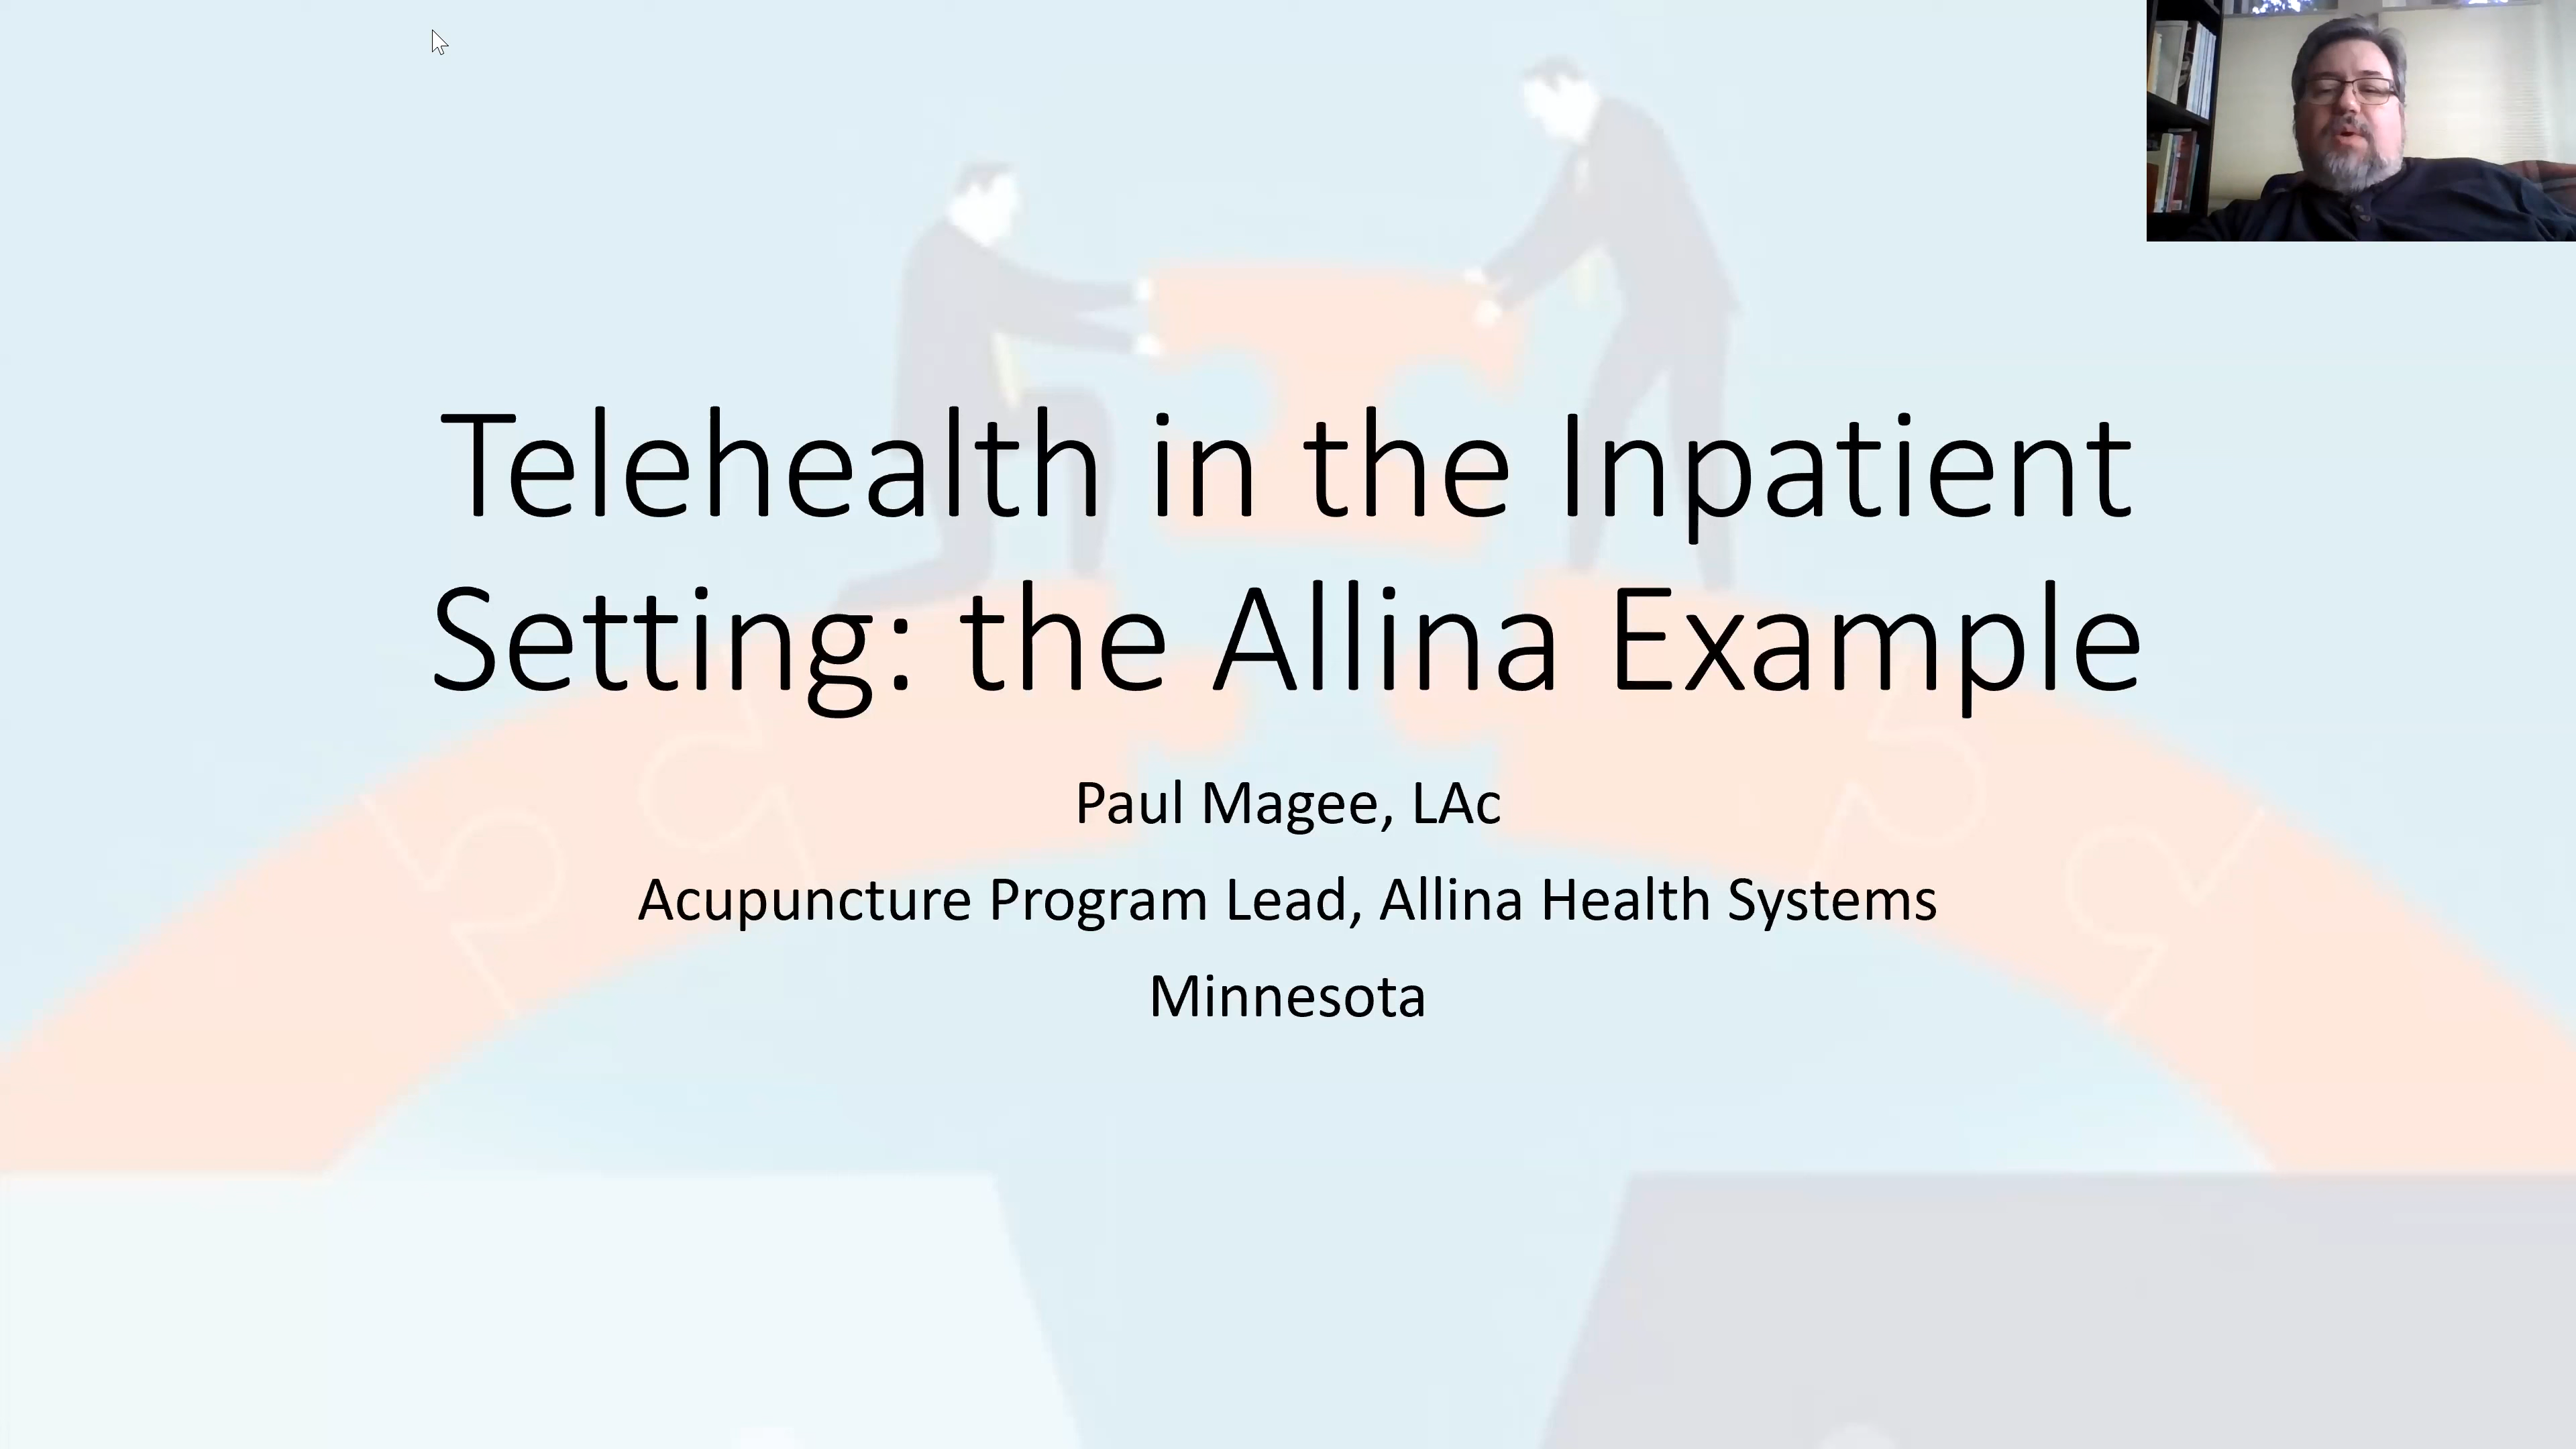 Telehealth in the Inpatient
Setting: the Allina Example
Paul Magee, LAc
Acupuncture Program Lead, Allina Health Systems
Minnesota